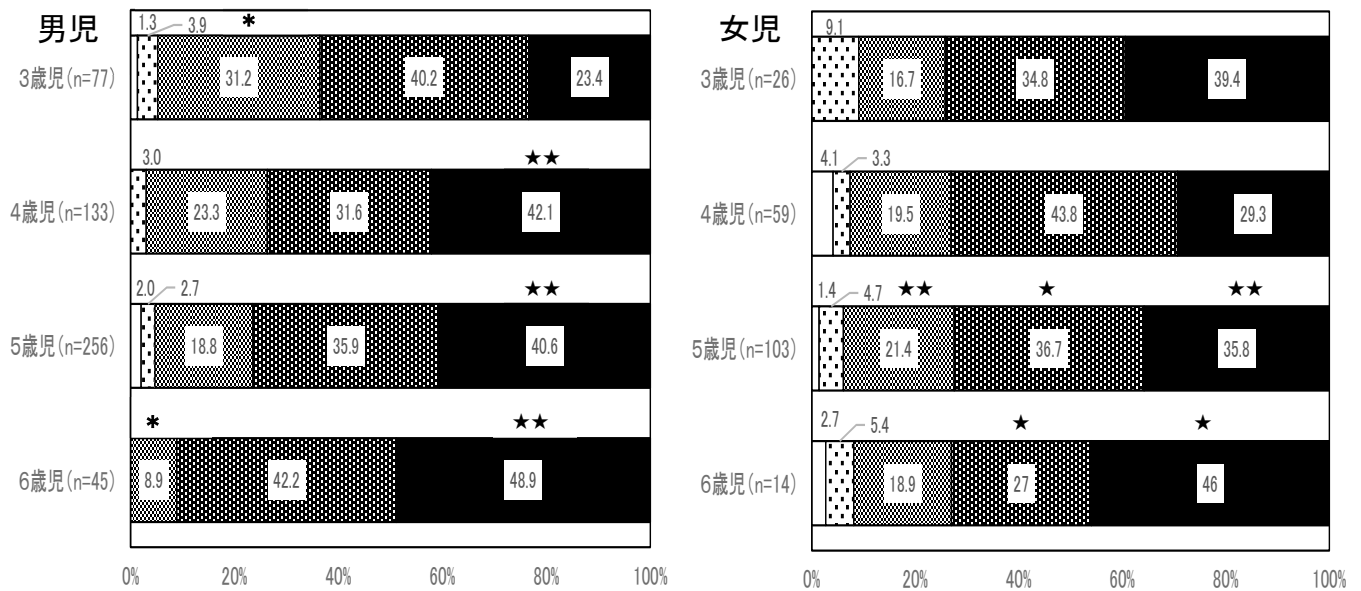 男児
1.3 3.9 *
3歳児(n=77) 31.2 40.2 23.4
3.0 ★★
4歳児(n=133) 23.3 31.6 42.1
2.0 2.7 ★★
5歳児(n=256) 18.8 35.9 40.6
* ★★
6歳児(n=45) 8.9 42.2 48.9
0% 20% 40% 60% 80% 100%
女児
9.1
3歳児(n=26) 16.7 34.8 39.4
4.1 3.3
4歳児(n=59) 19.5 43.8 29.3
1.4 4.7 ★★ ★ ★★
5歳児(n=103) 21.4 36.7 35.8
2.7 5.4 ★ ★
6歳児(n=14) 18.9 27 46
0% 20% 40% 60% 80% 100%